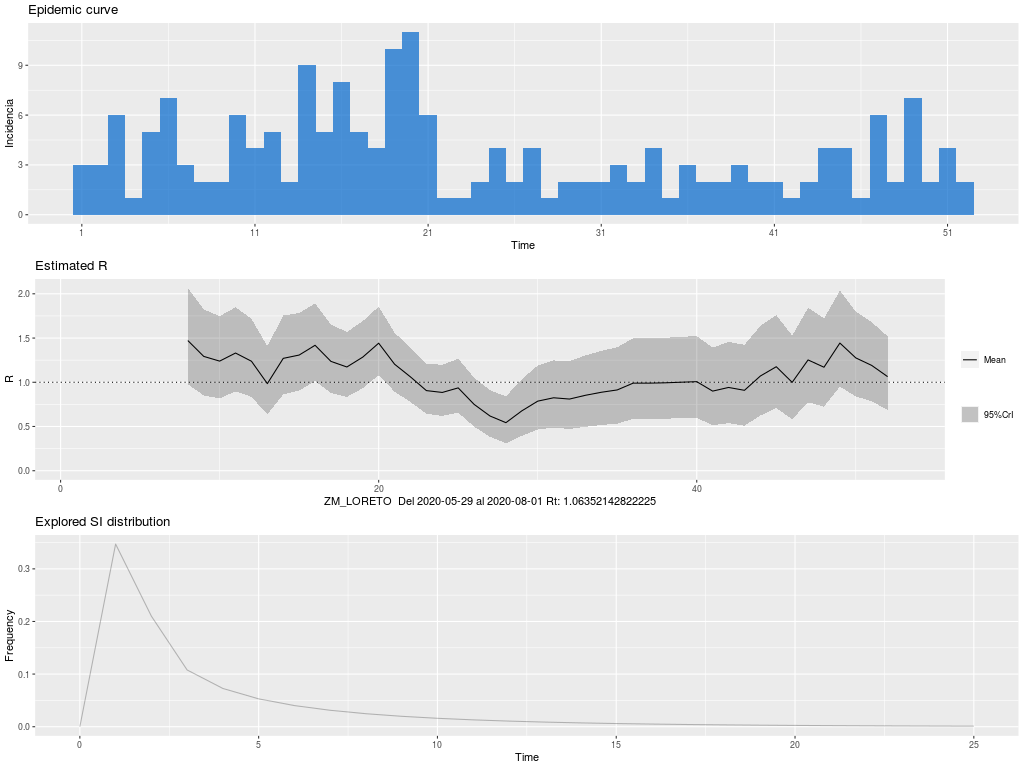 Epidemic curve
Incidencia
9
6
3
0
1 11 21 31 41 51
Time
Estimated R
R
2.0
1.5
1.0
0.5
0.0
0 20 40
Mean
95%CrI
ZM_LORETO Del 2020-05-29 al 2020-08-01 Rt: 1.06352142822225
Explored SI distribution
Frequency
0.3
0.2
0.1
0.0
0 5 10 15 20 25
Time